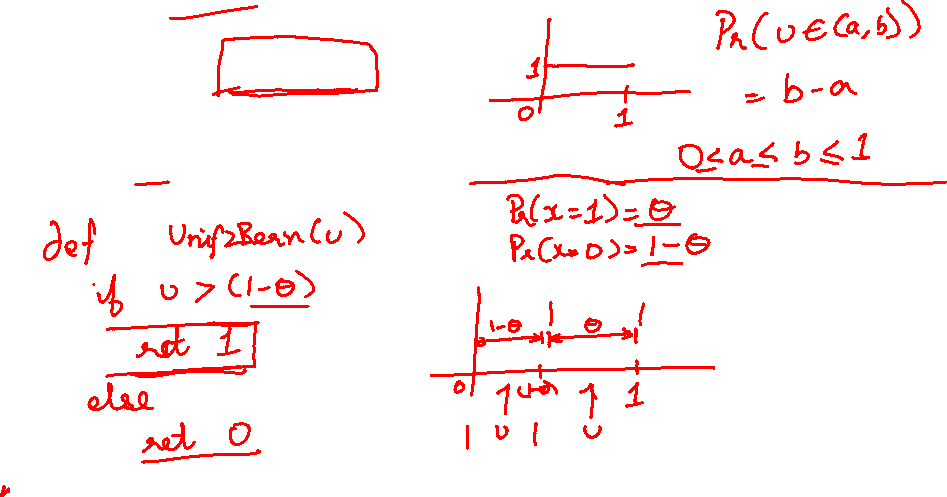 Pr(U ∈ (a,b))
= b-a
0 ≤ a ≤ b ≤ 1
1
0 1
def Unif2Bern(U)
if U > (1-θ)
ret 1
else
ret 0
Pr(x=1) = θ
Pr(x=0) = 1-θ
1-θ θ
0 1
U U